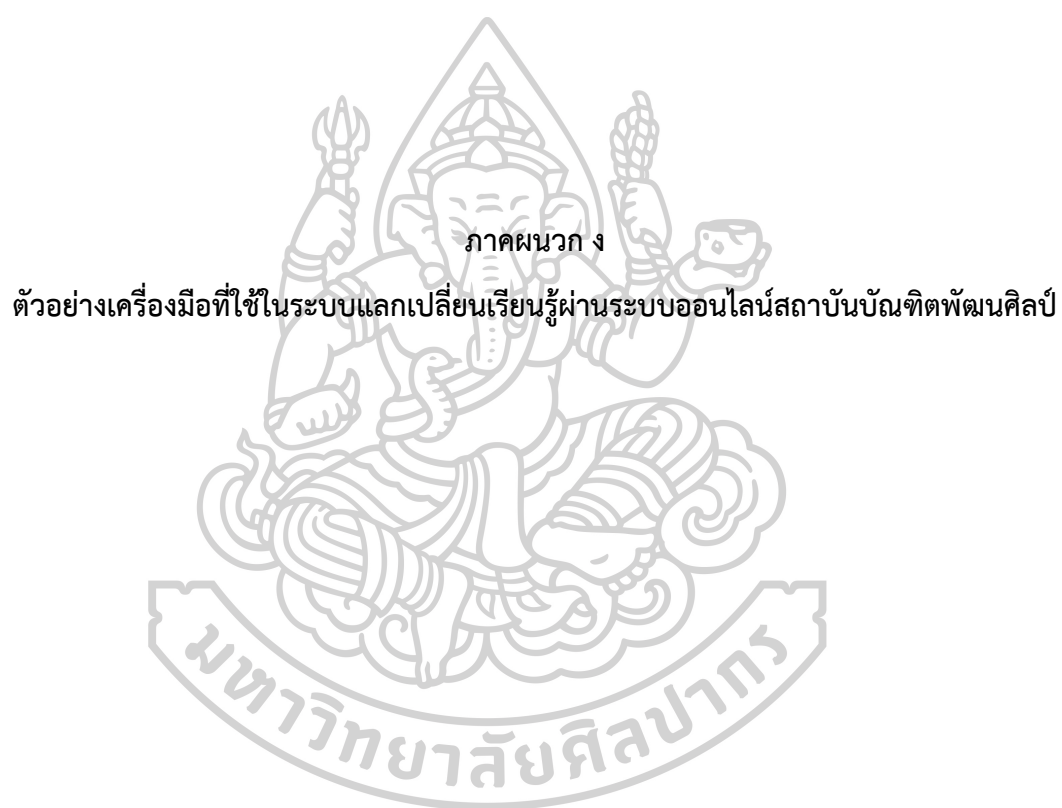 ภาคผนวก ง
ตัวอย่างเครื่องมือที่ใช้ในระบบแลกเปลี่ยนเรียนรู้ผ่านระบบออนไลน์สถาบันบัณฑิตพัฒนศิลป์
มหาวิทยาลัยศิลปากร